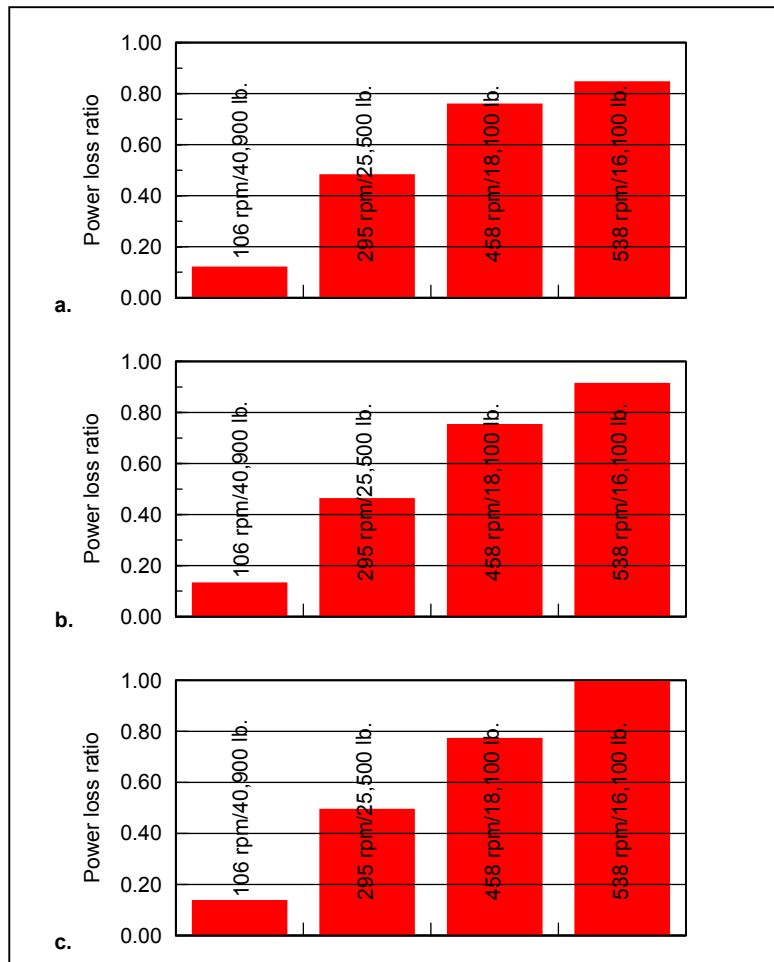 1.00
0.80
0.60
0.40
0.20
0.00
Power loss ratio
106 rpm/40,900 lb.
295 rpm/25,500 lb.
458 rpm/18,100 lb.
538 rpm/16,100 lb.
a.
1.00
0.80
0.60
0.40
0.20
0.00
Power loss ratio
106 rpm/40,900 lb.
295 rpm/25,500 lb.
458 rpm/18,100 lb.
538 rpm/16,100 lb.
b.
1.00
0.80
0.60
0.40
0.20
0.00
Power loss ratio
106 rpm/40,900 lb.
295 rpm/25,500 lb.
458 rpm/18,100 lb.
538 rpm/16,100 lb.
c.